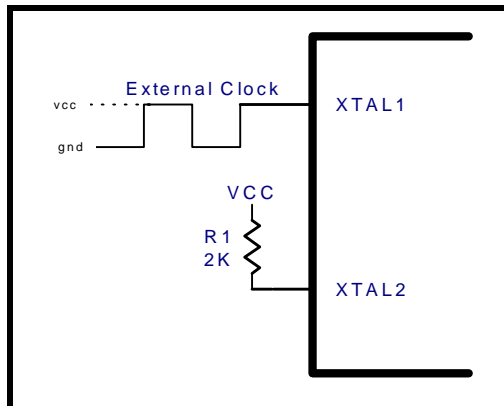 External Clock
vcc
XTAL1
gnd
VCC
R1
2K
XTAL2